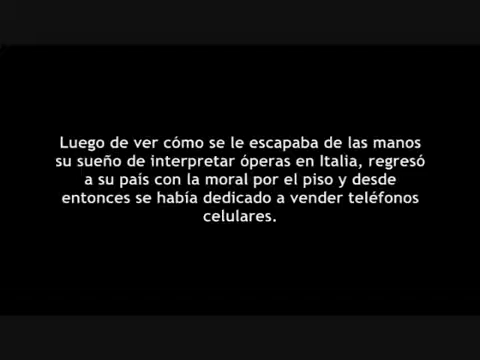 Luego de ver cómo se le escapaba de las manos
su sueño de interpretar óperas en Italia, regresó
a su país con la moral por el piso y desde
entonces se había dedicado a vender teléfonos
celulares.